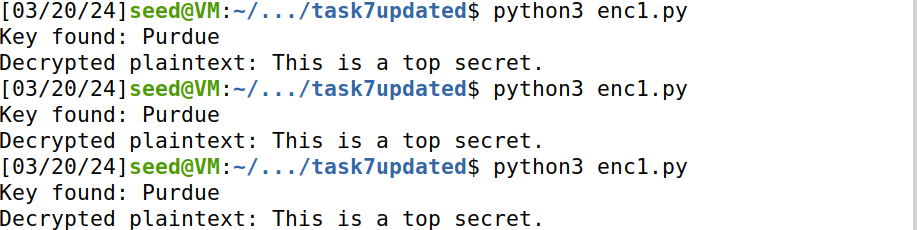 [03/20/24]seed@VM:~/.../task7updated$ python3 enc1.py
Key found: Purdue
Decrypted plaintext: This is a top secret.
[03/20/24]seed@VM:~/.../task7updated$ python3 enc1.py
Key found: Purdue
Decrypted plaintext: This is a top secret.
[03/20/24]seed@VM:~/.../task7updated$ python3 enc1.py
Key found: Purdue
Decrypted plaintext: This is a top secret.